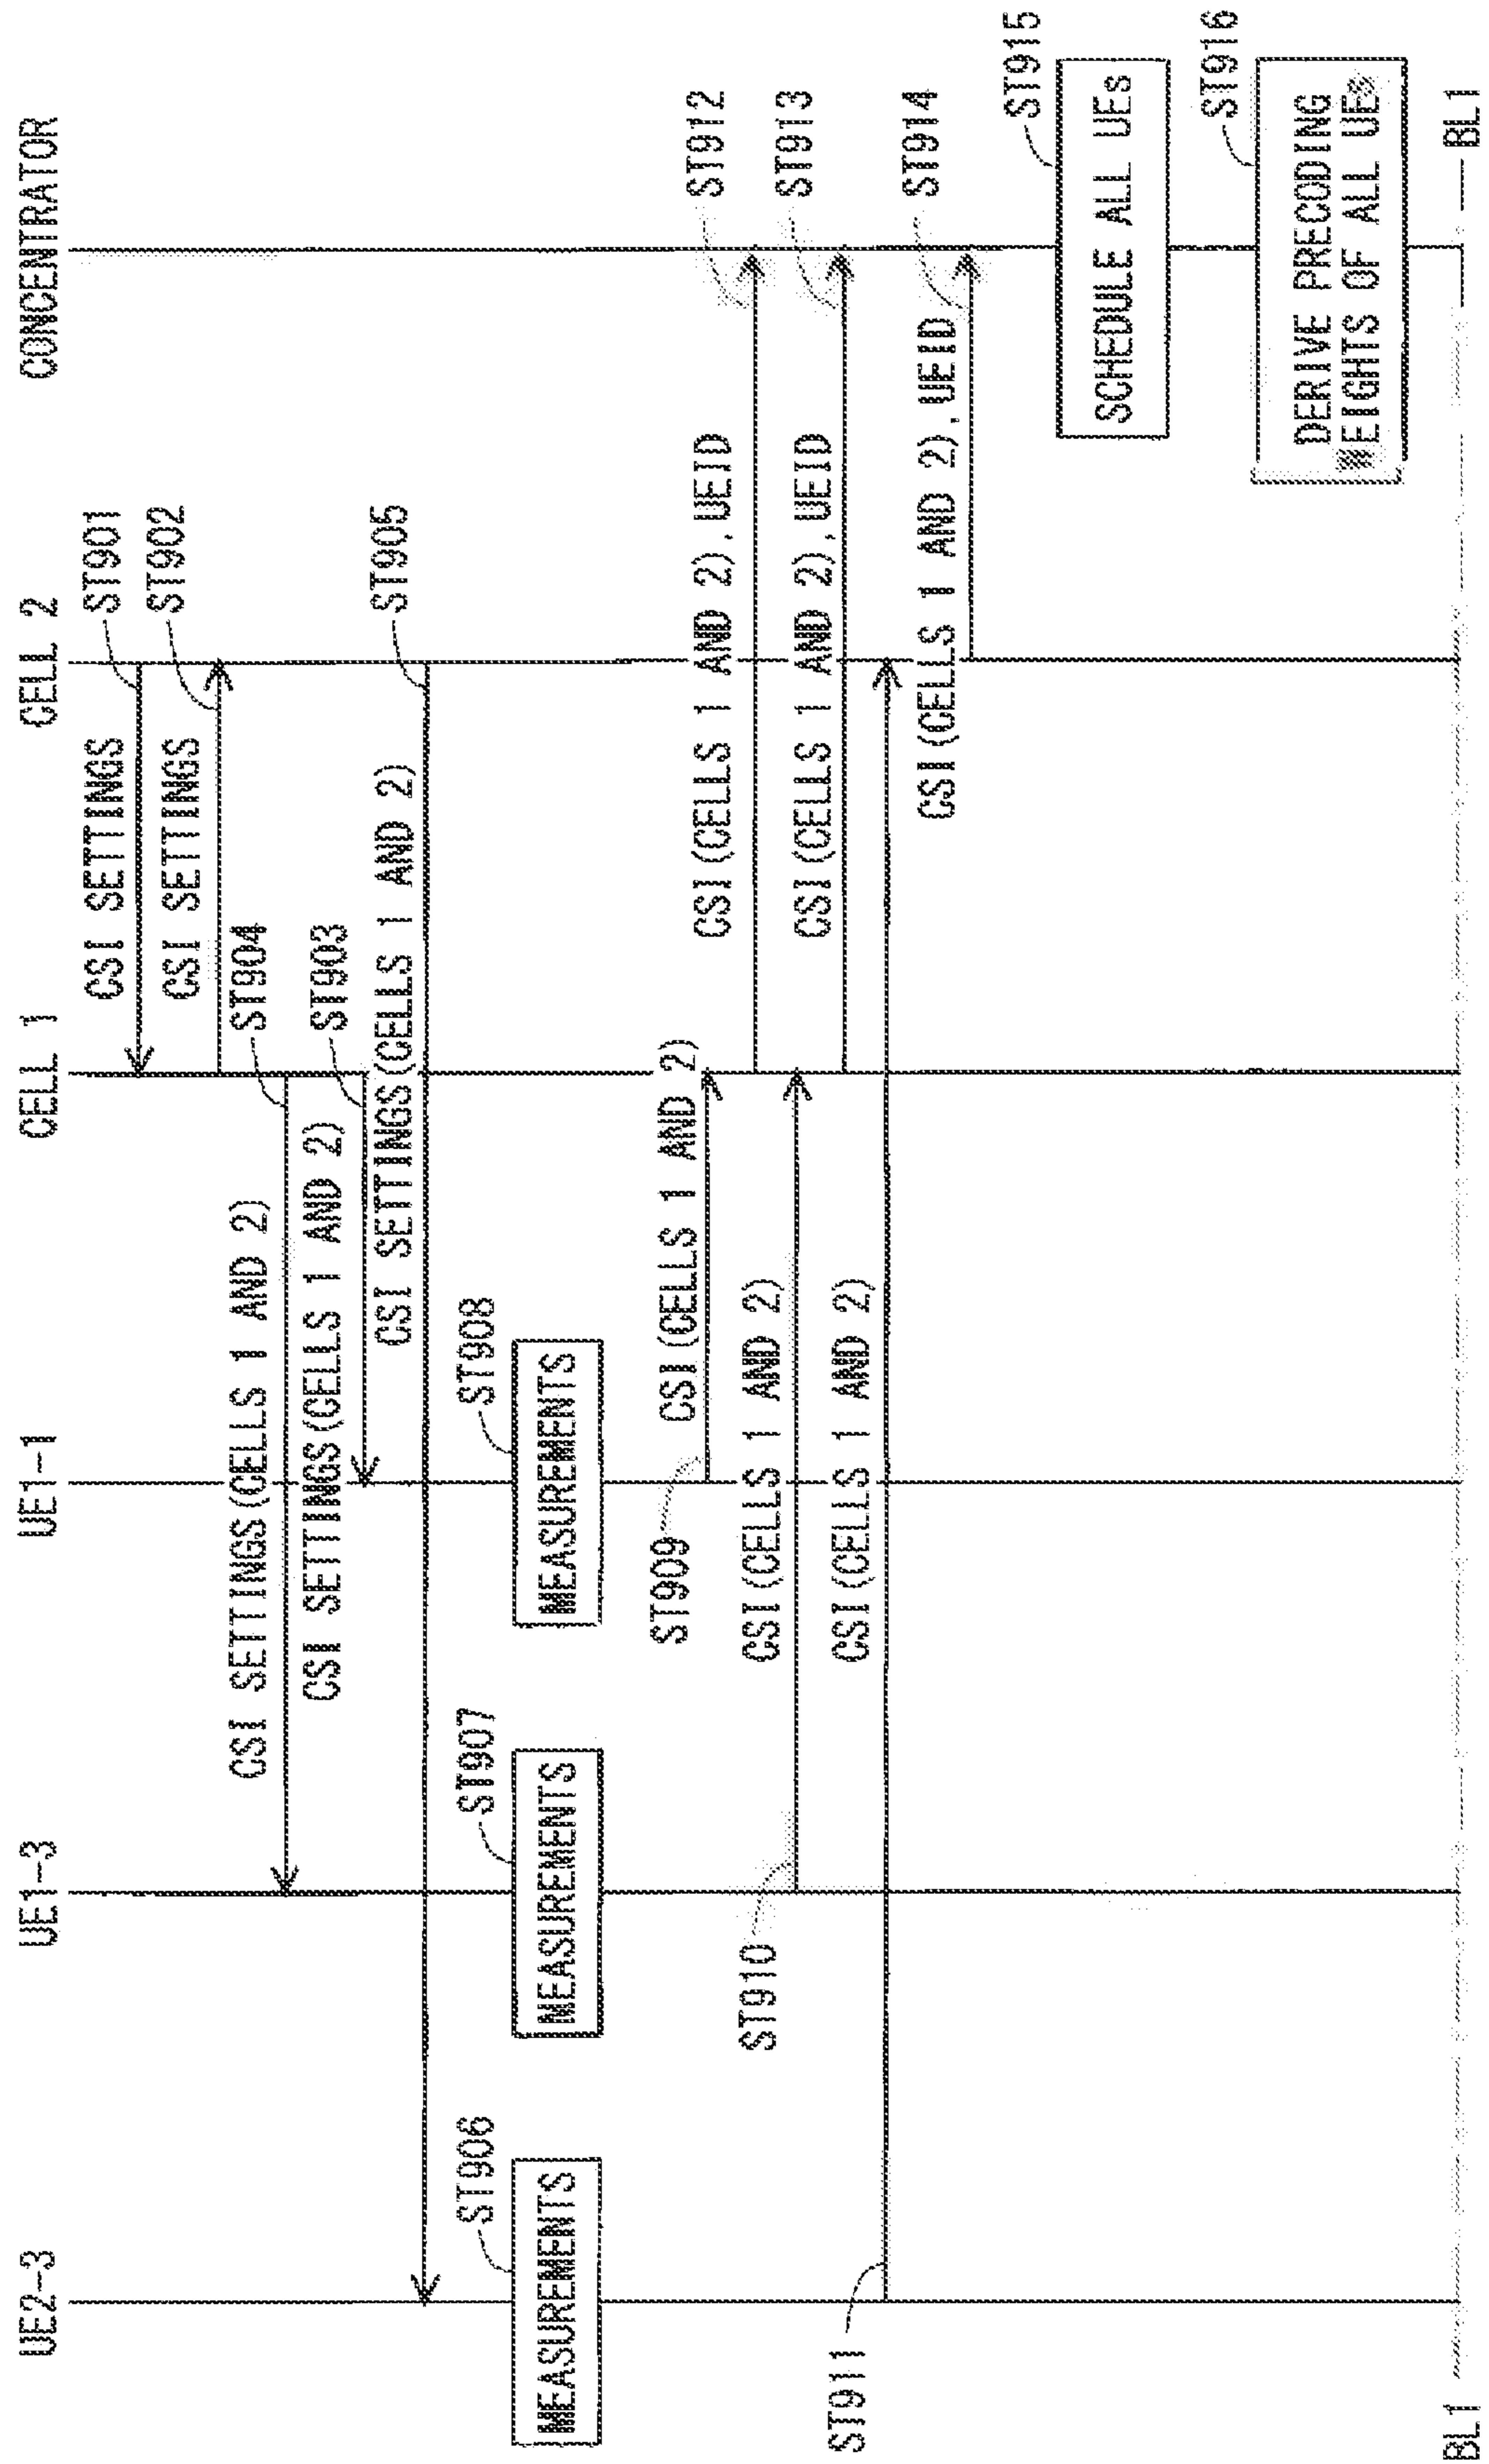 UE2-3
UE1-3
UE1-1
CELL 1
CELL 2
CONCENTRATOR
CSI SETTINGS
ST901
CSI SETTINGS
ST902
CSI SETTINGS(CELLS 1 AND 2)
ST904
CSI SETTINGS(CELLS 1 AND 2)
ST903
CSI SETTINGS(CELLS 1 AND 2)
ST905
ST906
MEASUREMENTS
ST907
MEASUREMENTS
ST908
MEASUREMENTS
ST909
CSI(CELLS 1 AND 2)
CSI(CELLS 1 AND 2),UEID
ST912
ST910
CSI(CELLS 1 AND 2)
CSI(CELLS 1 AND 2),UEID
ST913
ST911
CSI(CELLS 1 AND 2)
CSI(CELLS 1 AND 2),UEID
ST914
ST915
SCHEDULE ALL UEs
ST916
DERIVE PRECODING
WEIGHTS OF ALL UEs
BL1
BL1